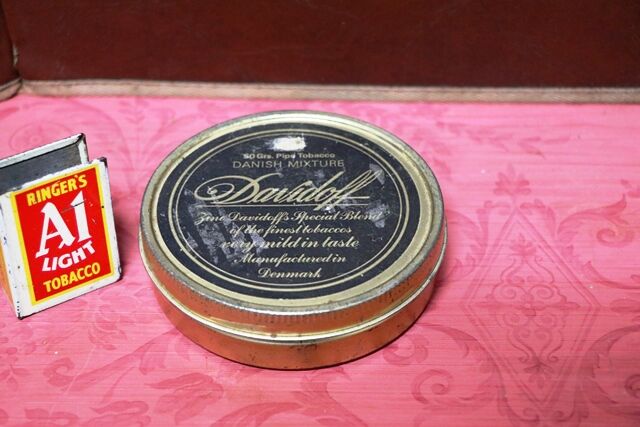 RINGER'S
A1
LIGHT
TOBACCO
50 Grs. Pipe Tobacco
DANISH MIXTURE
Davidoff
Zino Davidoff's Special Blend
of the finest tobaccos
very mild in taste
Manufactured in
Denmark